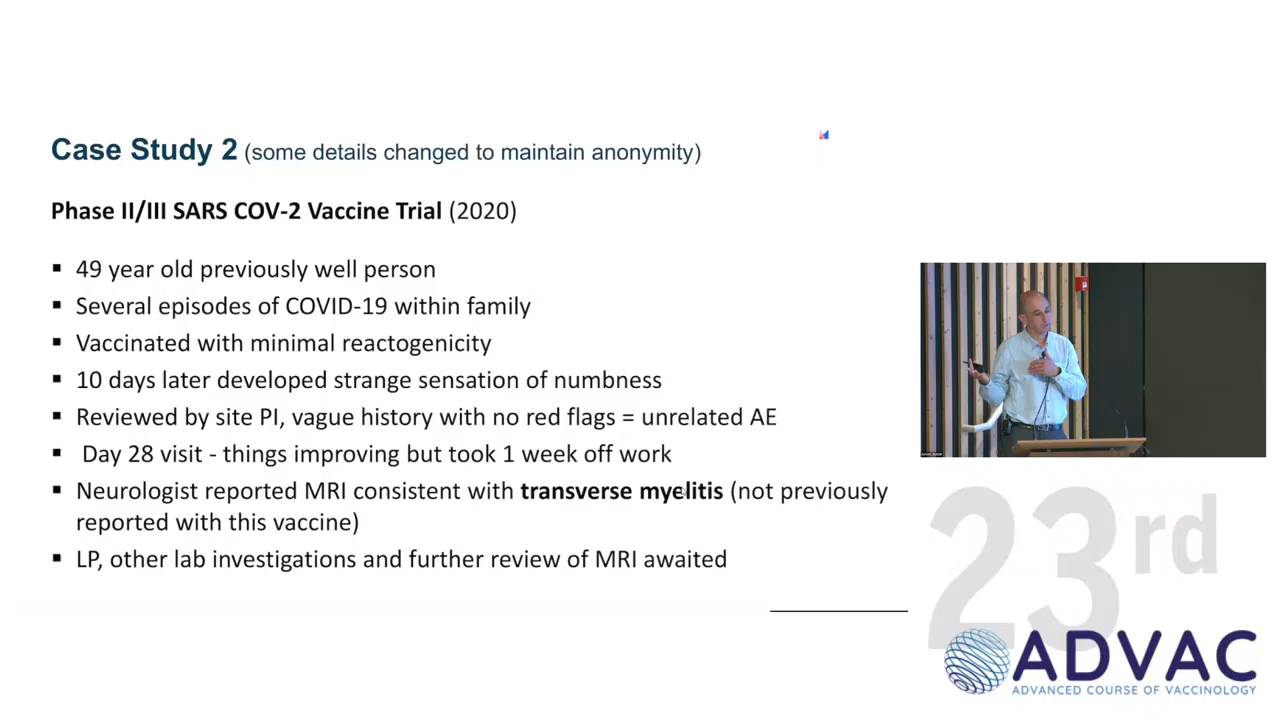 Case Study 2 (some details changed to maintain anonymity)
Phase II/III SARS COV-2 Vaccine Trial (2020)
▪ 49 year old previously well person
▪ Several episodes of COVID-19 within family
▪ Vaccinated with minimal reactogenicity
▪ 10 days later developed strange sensation of numbness
▪ Reviewed by site PI, vague history with no red flags = unrelated AE
▪ Day 28 visit - things improving but took 1 week off work
▪ Neurologist reported MRI consistent with transverse myelitis (not previously
reported with this vaccine)
▪ LP, other lab investigations and further review of MRI awaited
23rd
ADVAC
ADVANCED COURSE OF VACCINOLOGY